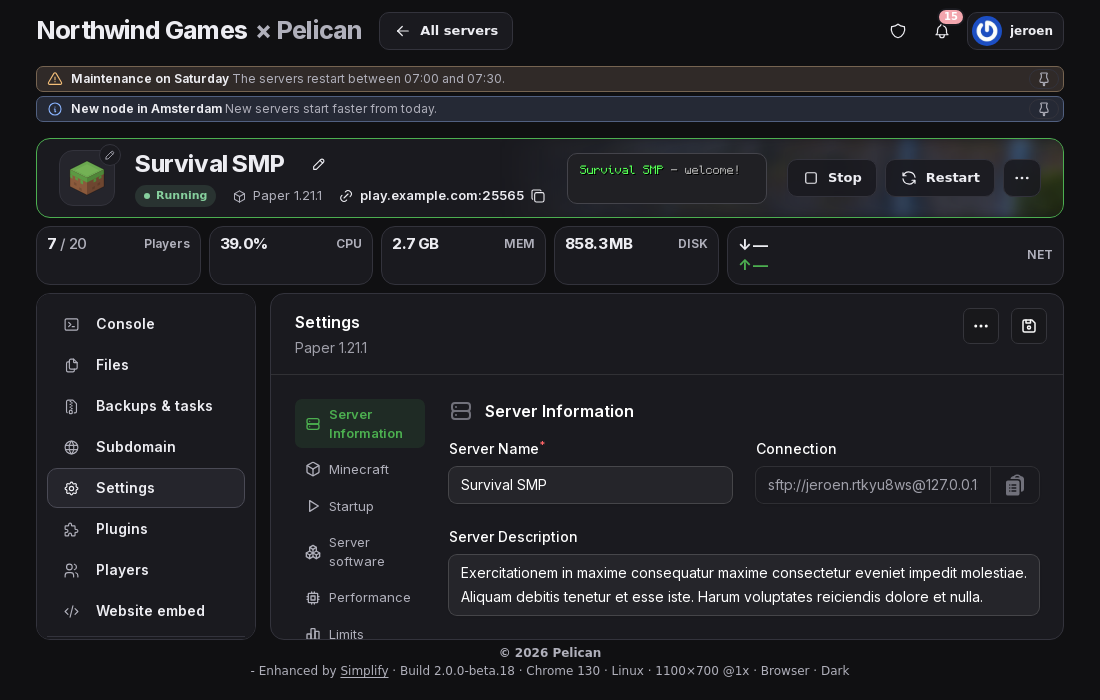 Northwind Games × Pelican
All servers
15
jeroen
Maintenance on Saturday The servers restart between 07:00 and 07:30.
New node in Amsterdam New servers start faster from today.
Survival SMP
Running
Paper 1.21.1
play.example.com:25565
Survival SMP — welcome!
Stop
Restart
7 / 20
Players
39.0%
CPU
2.7 GB
MEM
858.3 MB
DISK
↓—
↑—
NET
Console
Files
Backups & tasks
Subdomain
Settings
Plugins
Players
Website embed
Settings
Paper 1.21.1
Server
Information
Minecraft
Startup
Server
software
Performance
Limits
Server Information
Server Name*
Survival SMP
Connection
sftp://jeroen.rtkyu8ws@127.0.0.1
Server Description
Exercitationem in maxime consequatur maxime consectetur eveniet impedit molestiae.
Aliquam debitis tenetur et esse iste. Harum voluptates reiciendis dolore et nulla.
© 2026 Pelican
- Enhanced by Simplify · Build 2.0.0-beta.18 · Chrome 130 · Linux · 1100×700 @1x · Browser · Dark